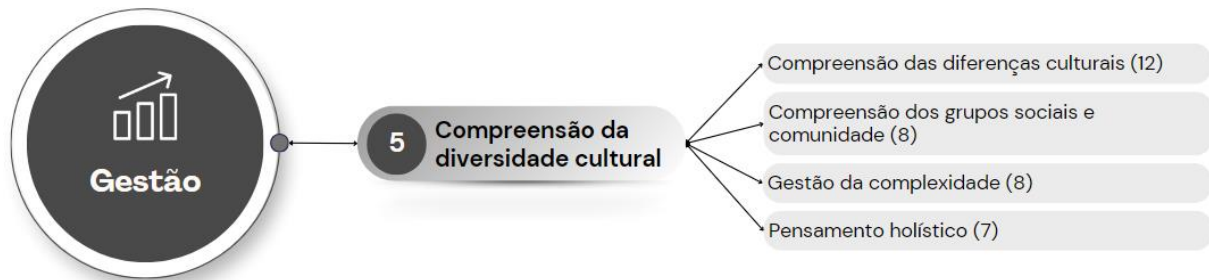 Gestão
5
Compreensão da
diversidade cultural
Compreensão das diferenças culturais (12)
Compreensão dos grupos sociais e
comunidade (8)
Gestão da complexidade (8)
Pensamento holístico (7)